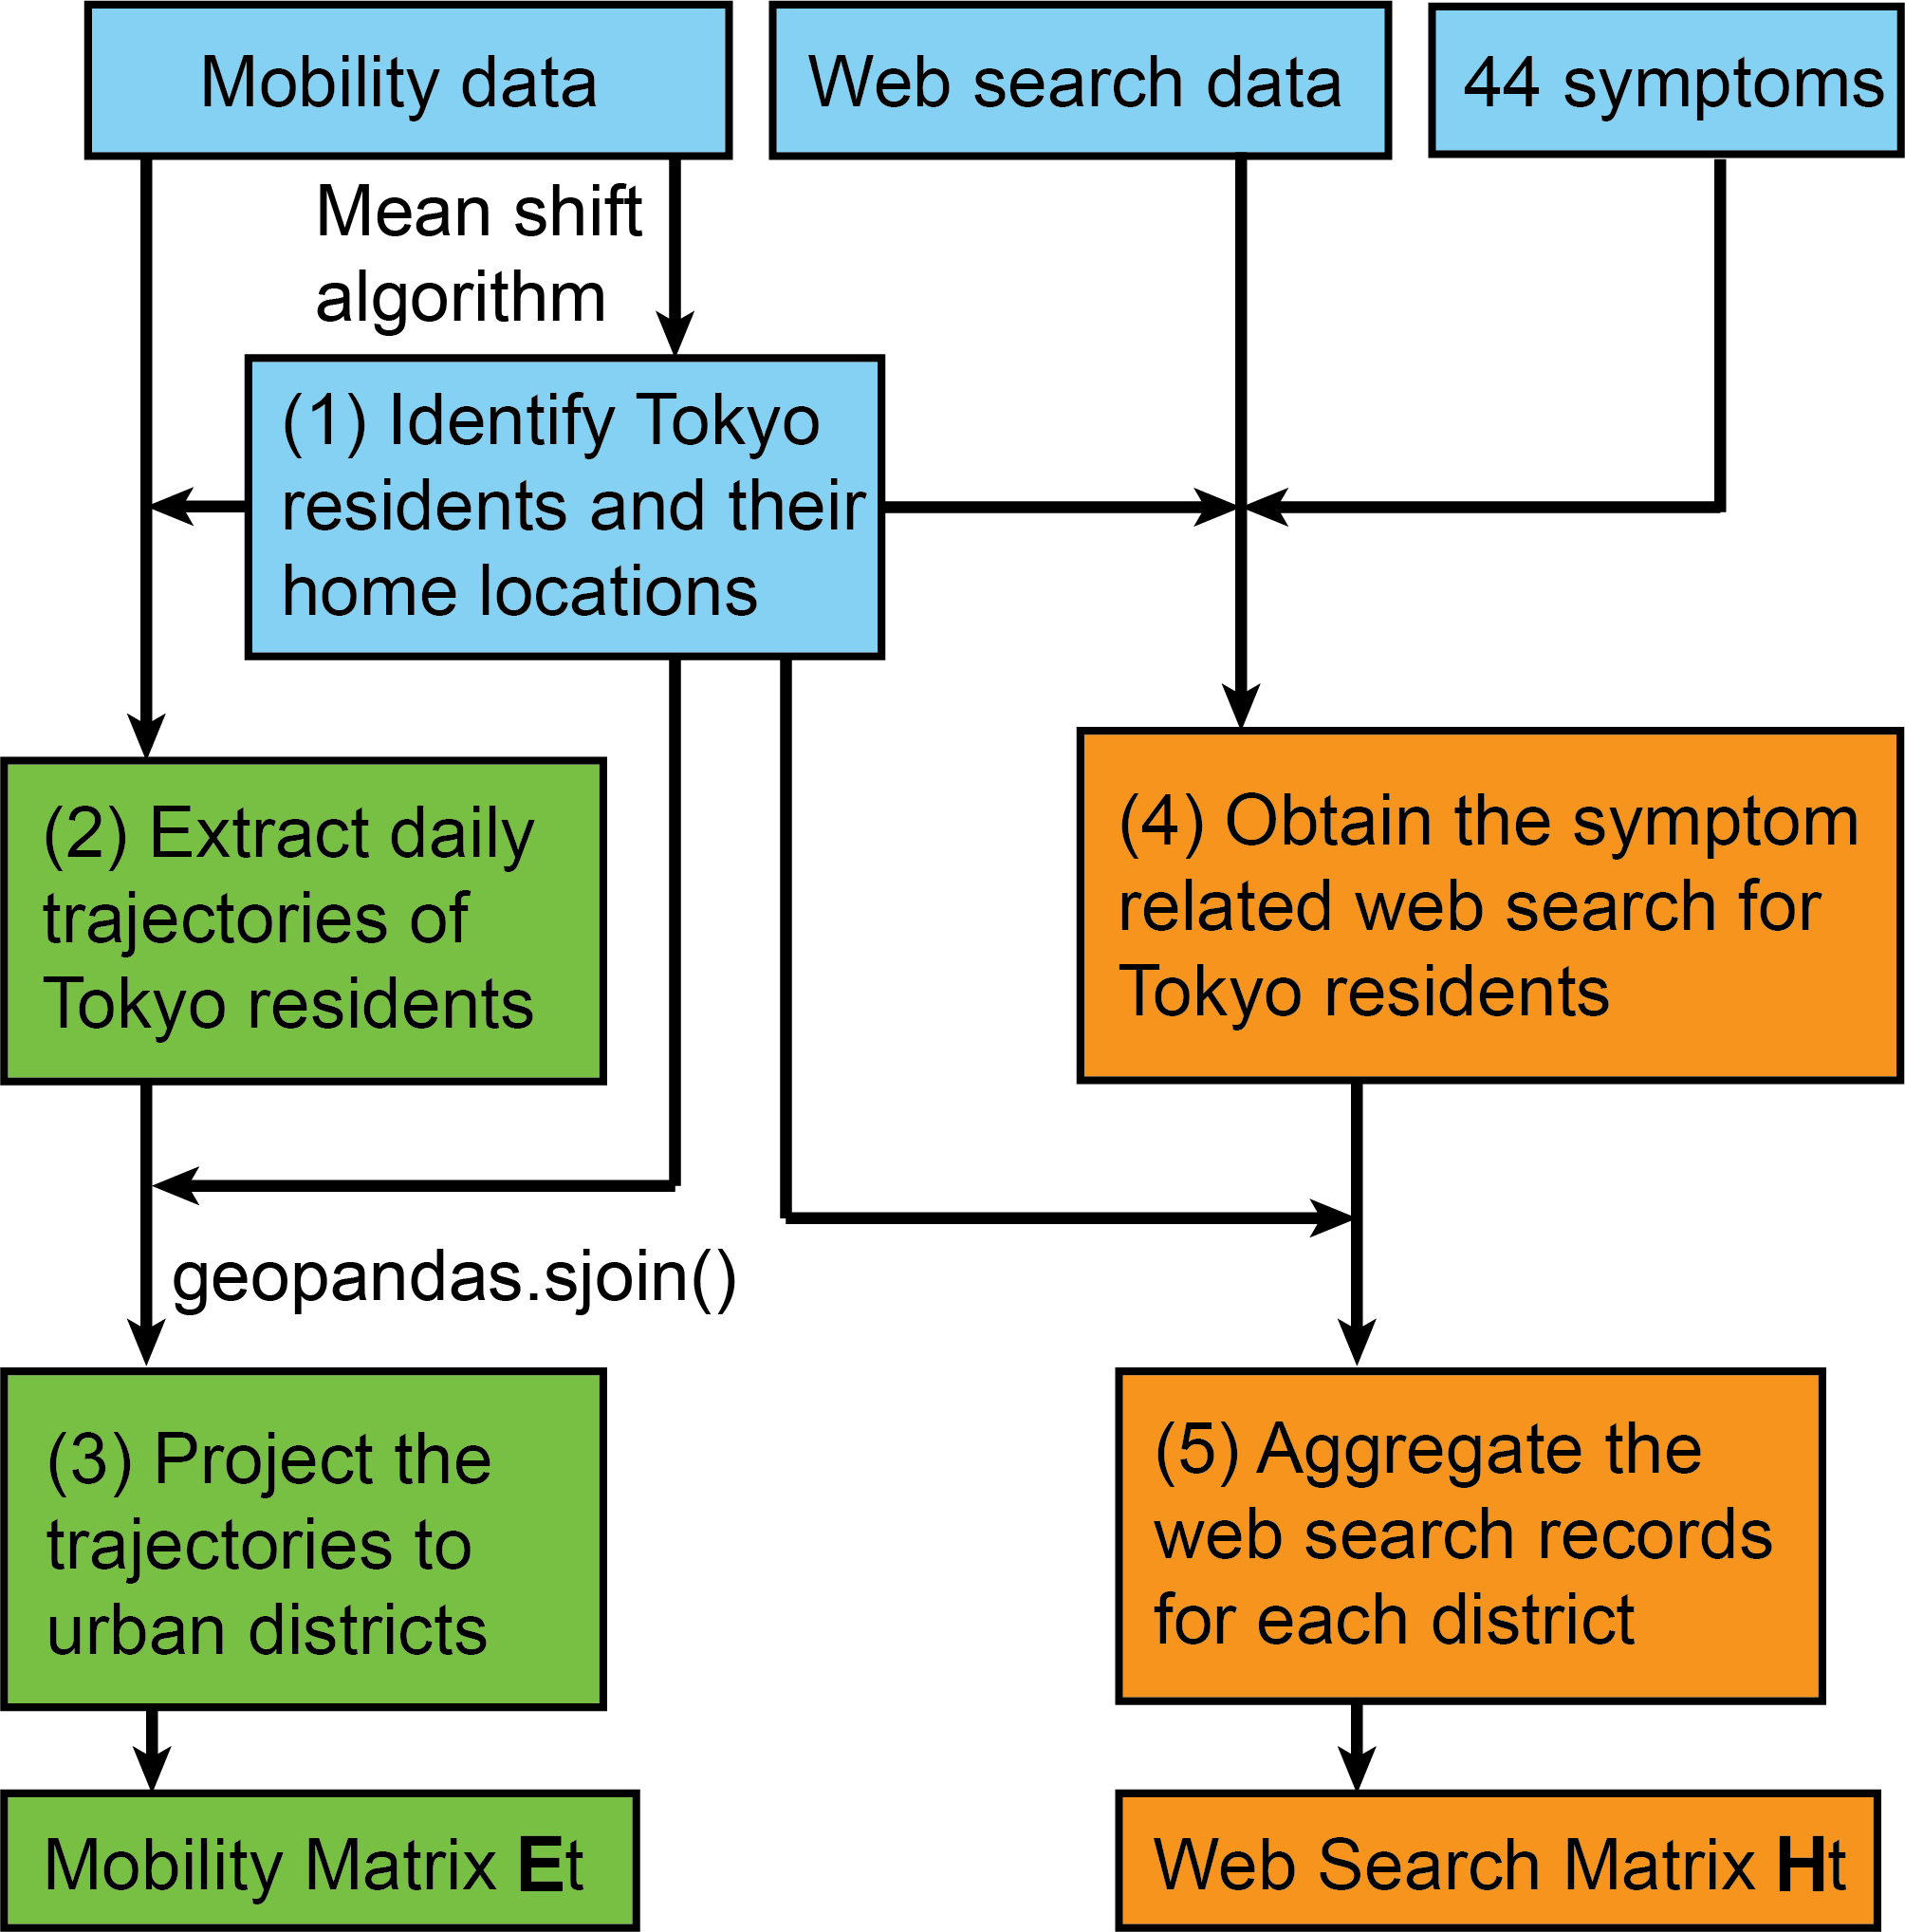 Mobility data
Web search data
44 symptoms
Mean shift
algorithm
(1) Identify Tokyo
residents and their
home locations
(2) Extract daily
trajectories of
Tokyo residents
(4) Obtain the symptom
related web search for
Tokyo residents
geopandas.sjoin()
(3) Project the
trajectories to
urban districts
(5) Aggregate the
web search records
for each district
Mobility Matrix Et
Web Search Matrix Ht